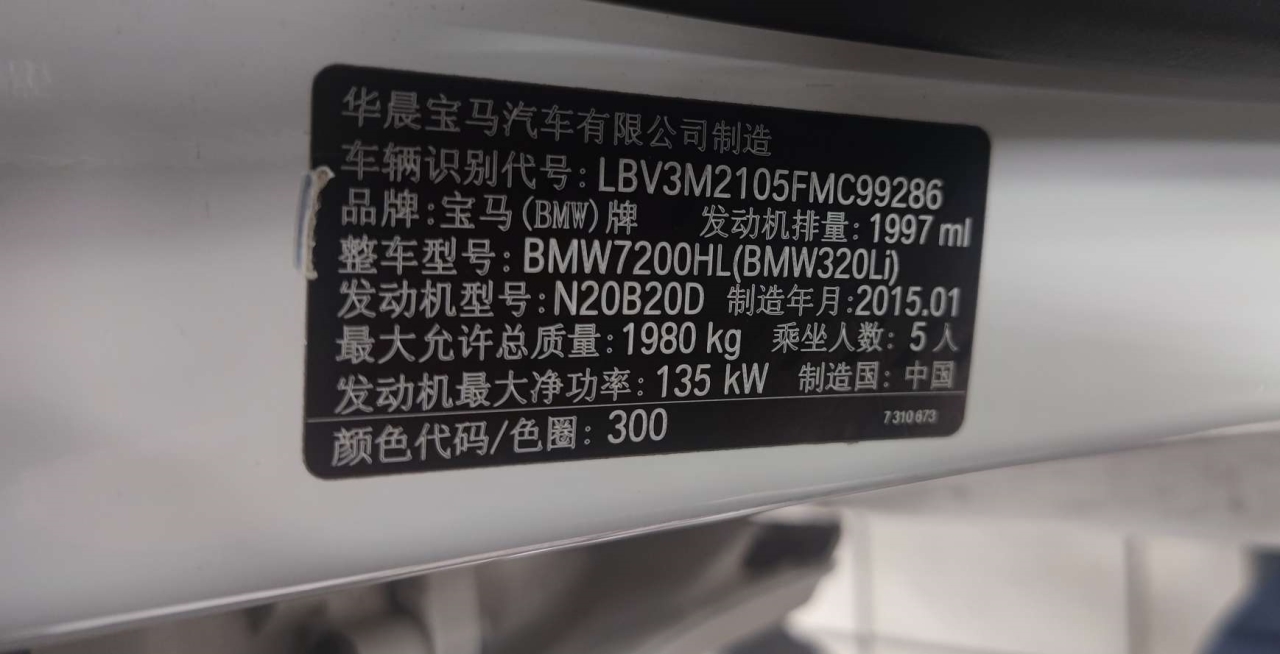 华晨宝马汽车有限公司制造
车辆识别代号: LBV3M2105FMC99286
品牌: 宝马(BMW)牌 发动机排量: 1997 ml
整车型号: BMW7200HL(BMW320Li)
发动机型号: N20B20D 制造年月: 2015.01
最大允许总质量: 1980 kg 乘坐人数: 5 人
发动机最大净功率: 135 kW 制造国: 中国
颜色代码/色圈: 300 7 310 673